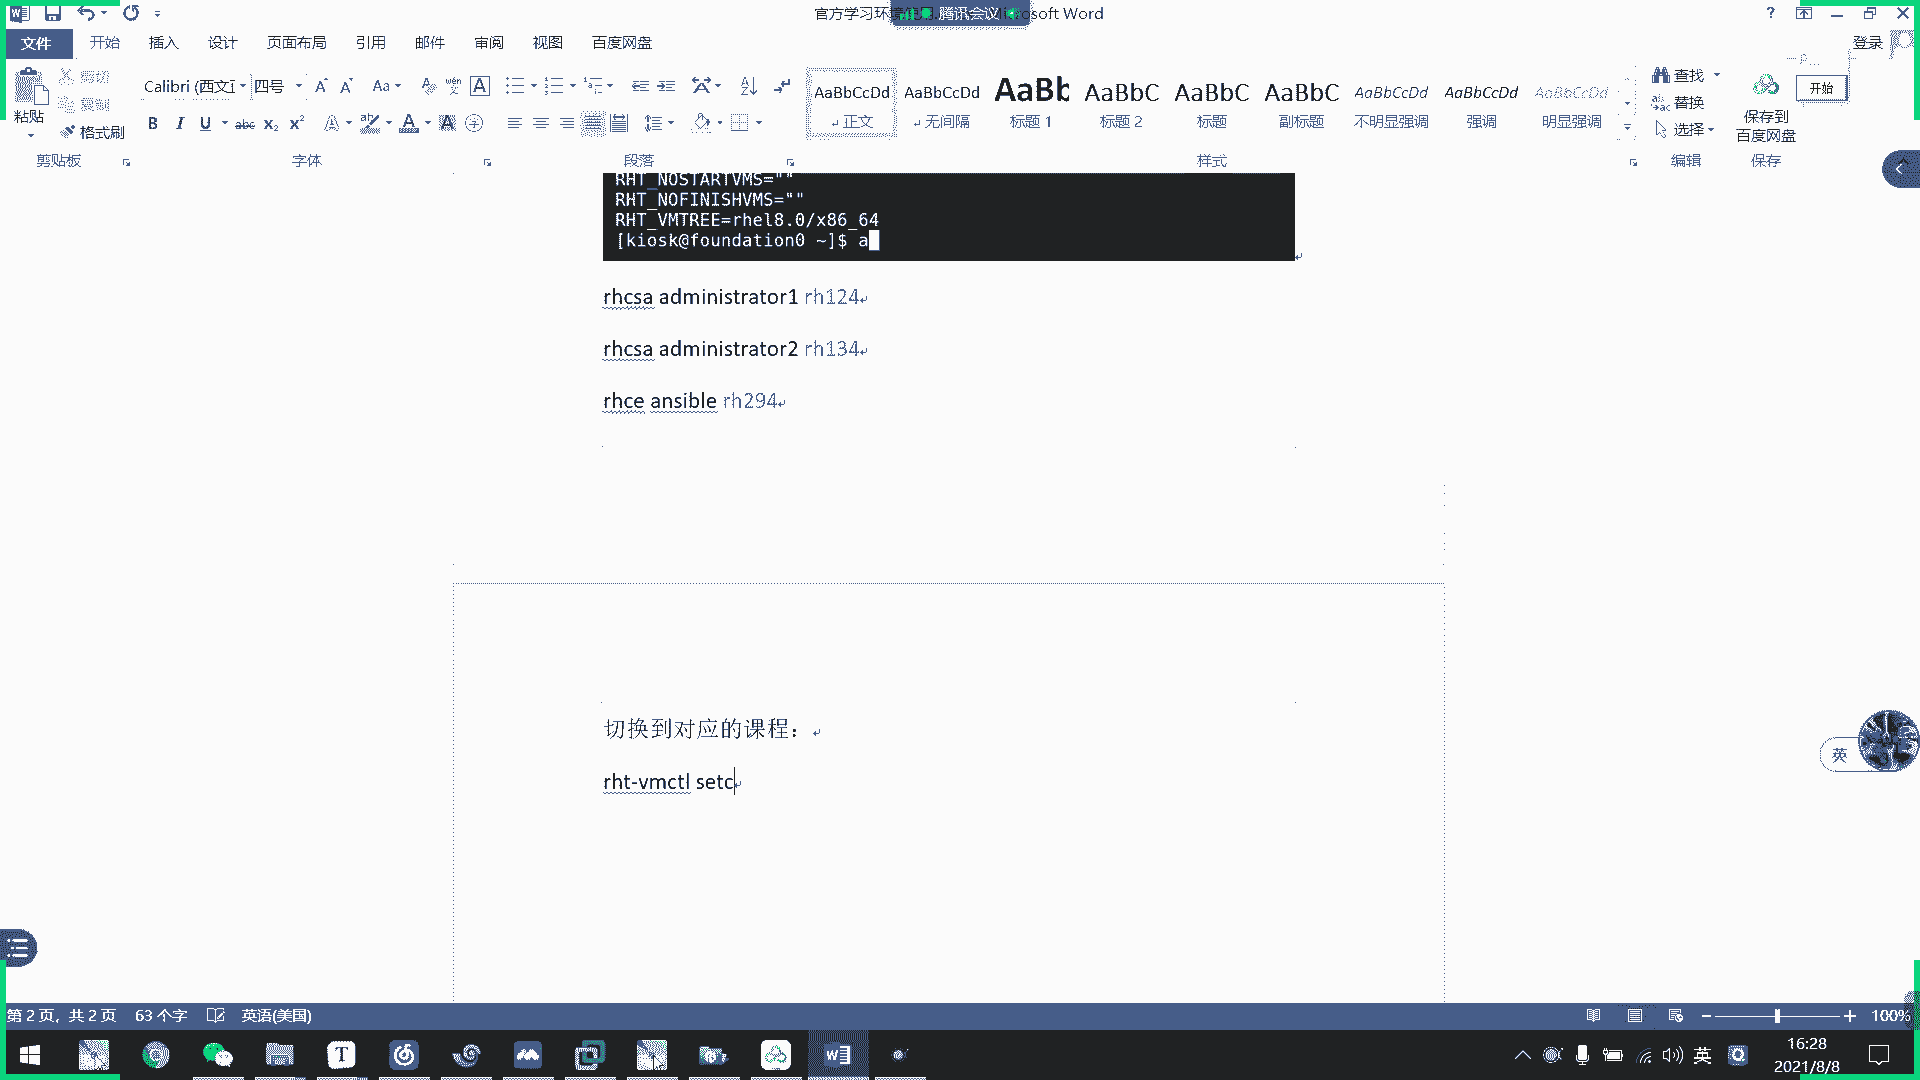 腾讯会议
soft Word
文件 开始 插入 设计 页面布局 引用 邮件 审阅 视图 百度网盘 登录
剪切
复制
粘贴 格式刷
Calibri (西文正 四号
AaBbCcDd AaBbCcDd AaBb AaBbC AaBbC AaBbC AaBbCcDd AaBbCcDd AaBbCcDd
正文 无间隔 标题 1 标题 2 标题 副标题 不明显强调 强调 明显强调
查找
替换
选择
保存到
百度网盘
开始
剪贴板 字体 段落 样式 编辑 保存
RHT_NOSTARTVMS=""
RHT_NOFINISHVMS=""
RHT_VMTREE=rhel8.0/x86_64
[kiosk@foundation0 ~]$ a
rhcsa administrator1 rh124
rhcsa administrator2 rh134
rhce ansible rh294
切换到对应的课程：
rht-vmctl setc
英
第 2 页，共 2 页 63 个字 英语(美国) 100%
英
16:28
2021/8/8